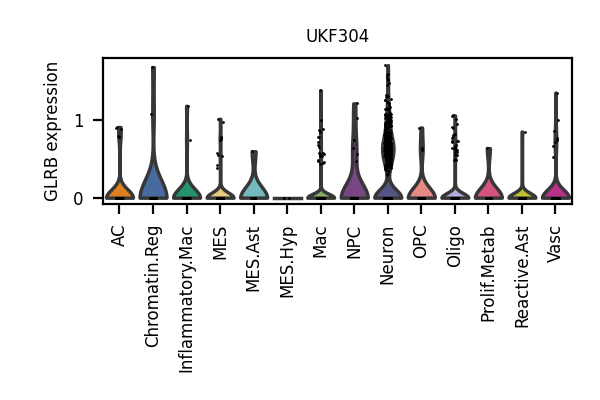 UKF304
GLRB expression
1
0
AC
Chromatin.Reg
Inflammatory.Mac
MES
MES.Ast
MES.Hyp
Mac
NPC
Neuron
OPC
Oligo
Prolif.Metab
Reactive.Ast
Vasc